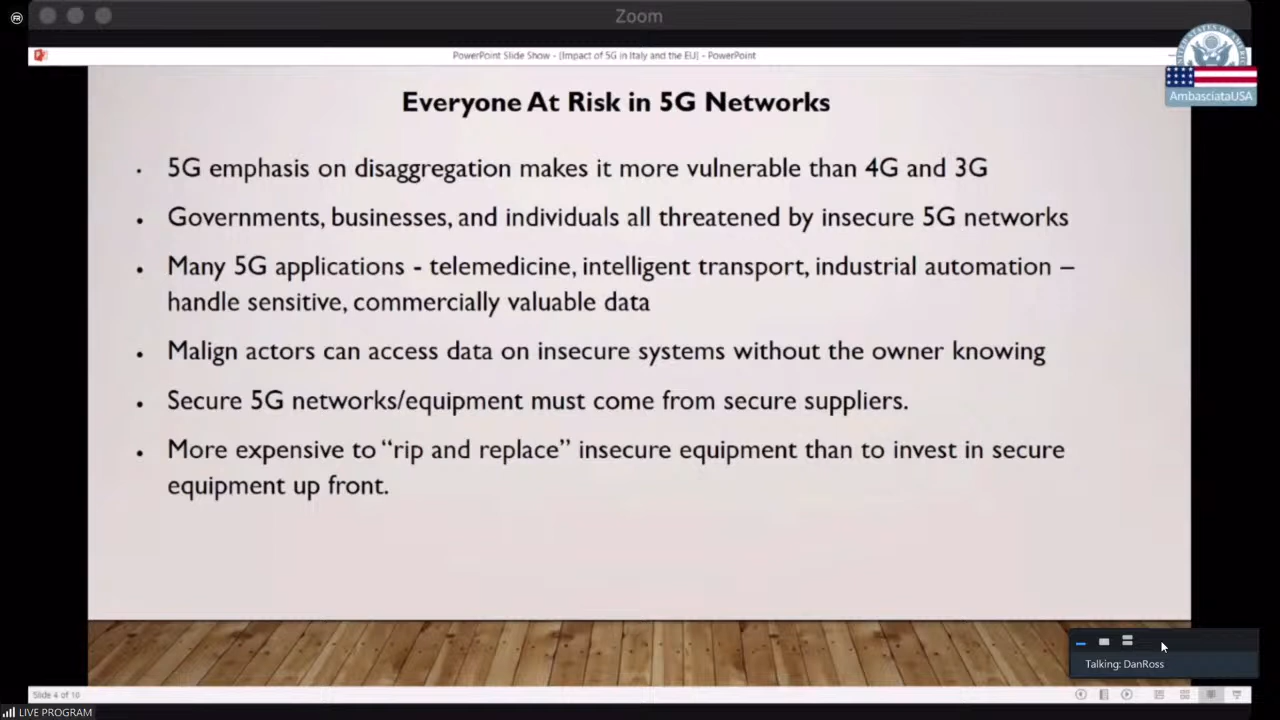 Zoom
PowerPoint Slide Show - [Impact of 5G in Italy and the EU] - PowerPoint
UNITED STATES OF AMERICA
AmbasciataUSA
Everyone At Risk in 5G Networks
• 5G emphasis on disaggregation makes it more vulnerable than 4G and 3G
• Governments, businesses, and individuals all threatened by insecure 5G networks
• Many 5G applications - telemedicine, intelligent transport, industrial automation –
handle sensitive, commercially valuable data
• Malign actors can access data on insecure systems without the owner knowing
• Secure 5G networks/equipment must come from secure suppliers.
• More expensive to “rip and replace” insecure equipment than to invest in secure
equipment up front.
Talking: DanRoss
Slide 4 of 10
LIVE PROGRAM